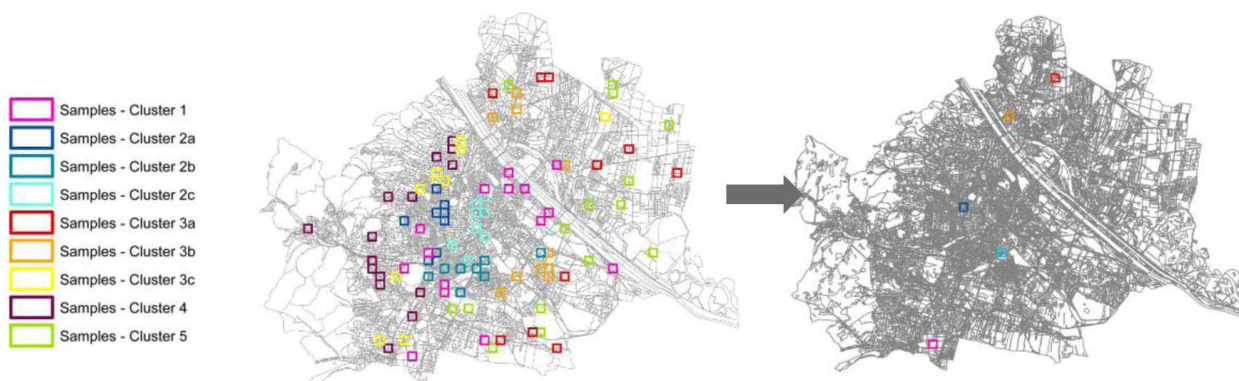 Samples - Cluster 1
Samples - Cluster 2a
Samples - Cluster 2b
Samples - Cluster 2c
Samples - Cluster 3a
Samples - Cluster 3b
Samples - Cluster 3c
Samples - Cluster 4
Samples - Cluster 5